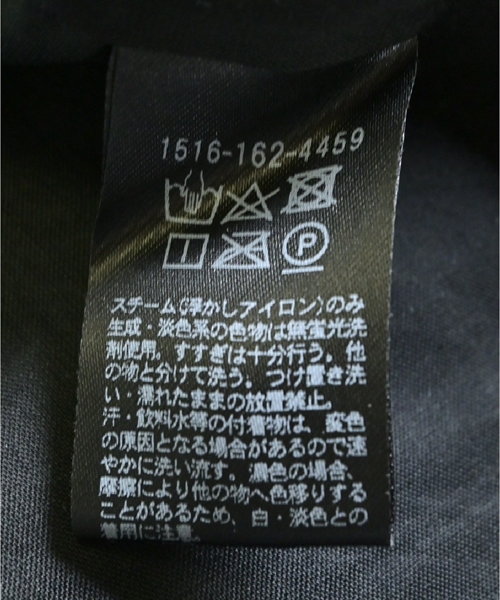 1516-162-4459
P
スチーム(浮かしアイロン)のみ
生成・淡色系の色物は無蛍光洗
剤使用。すすぎは十分行う。他
の物と分けて洗う。つけ置き洗
い・濡れたままの放置禁止。
汗・飲料水等の付着物は、変色
の原因となる場合があるので速
やかに洗い流す。濃色の場合、
摩擦により他の物へ色移りする
ことがあるため、白・淡色との
着用に注意。